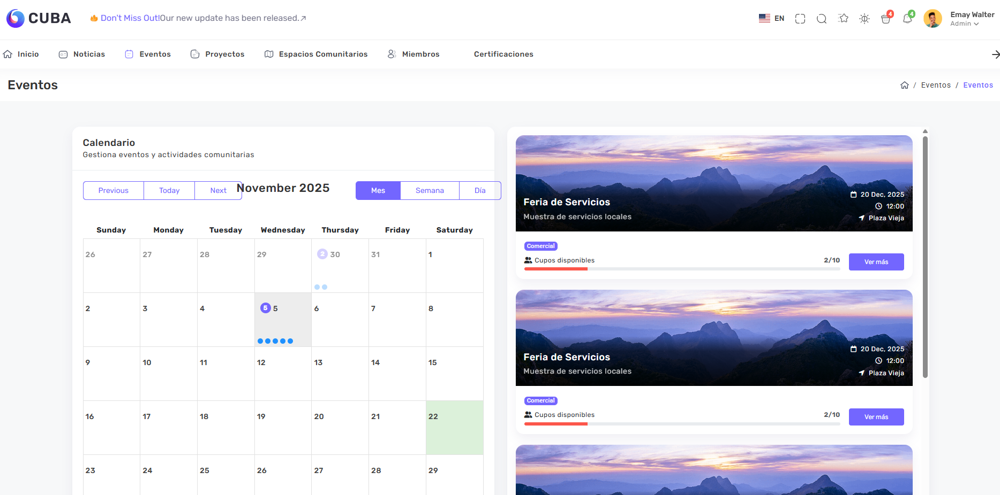 CUBA
Don't Miss Out!Our new update has been released.
EN
4
4
Emay Walter
Admin
Inicio
Noticias
Eventos
Proyectos
Espacios Comunitarios
Miembros
Certificaciones
Eventos
/ Eventos / Eventos
Calendario
Gestiona eventos y actividades comunitarias
Previous
Today
Next
November 2025
Mes
Semana
Día
Sunday Monday Tuesday Wednesday Thursday Friday Saturday
26 27 28 29 2 30 31 1
2 3 4 5 5 6 7 8
9 10 11 12 13 14 15
16 17 18 19 20 21 22
23 24 25 26 27 28 29
Feria de Servicios
Muestra de servicios locales
20 Dec, 2025
12:00
Plaza Vieja
Comercial
Cupos disponibles
2/10
Ver más
Feria de Servicios
Muestra de servicios locales
20 Dec, 2025
12:00
Plaza Vieja
Comercial
Cupos disponibles
2/10
Ver más